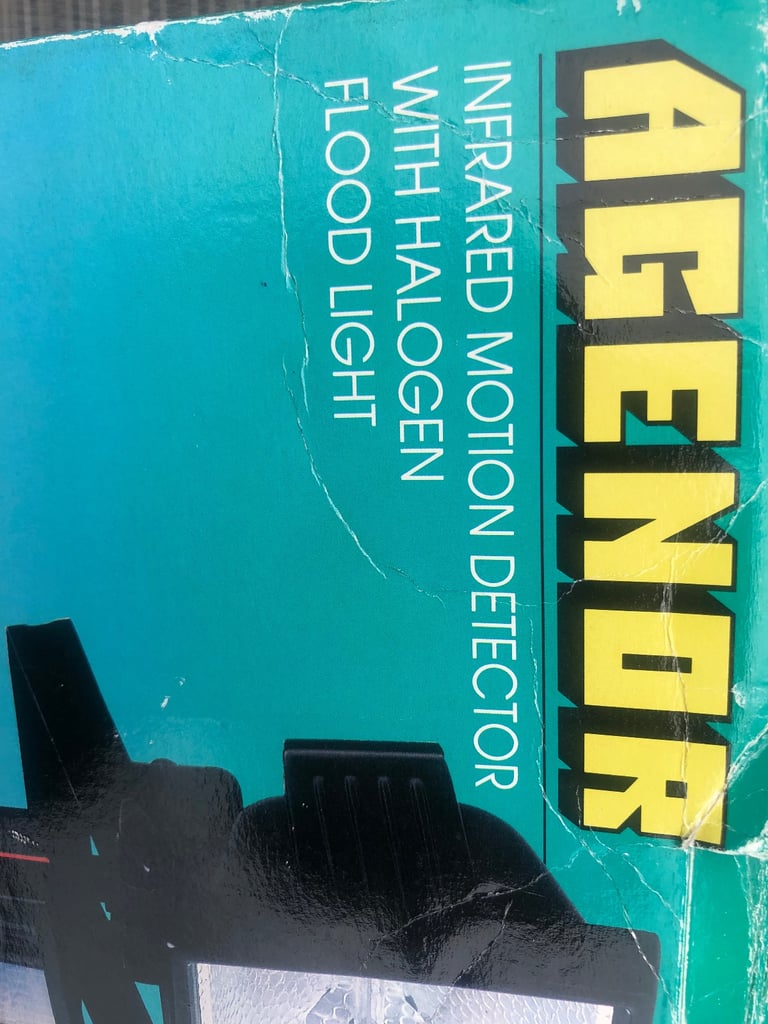 AGENOR
INFRARED MOTION DETECTOR
WITH HALOGEN
FLOOD LIGHT